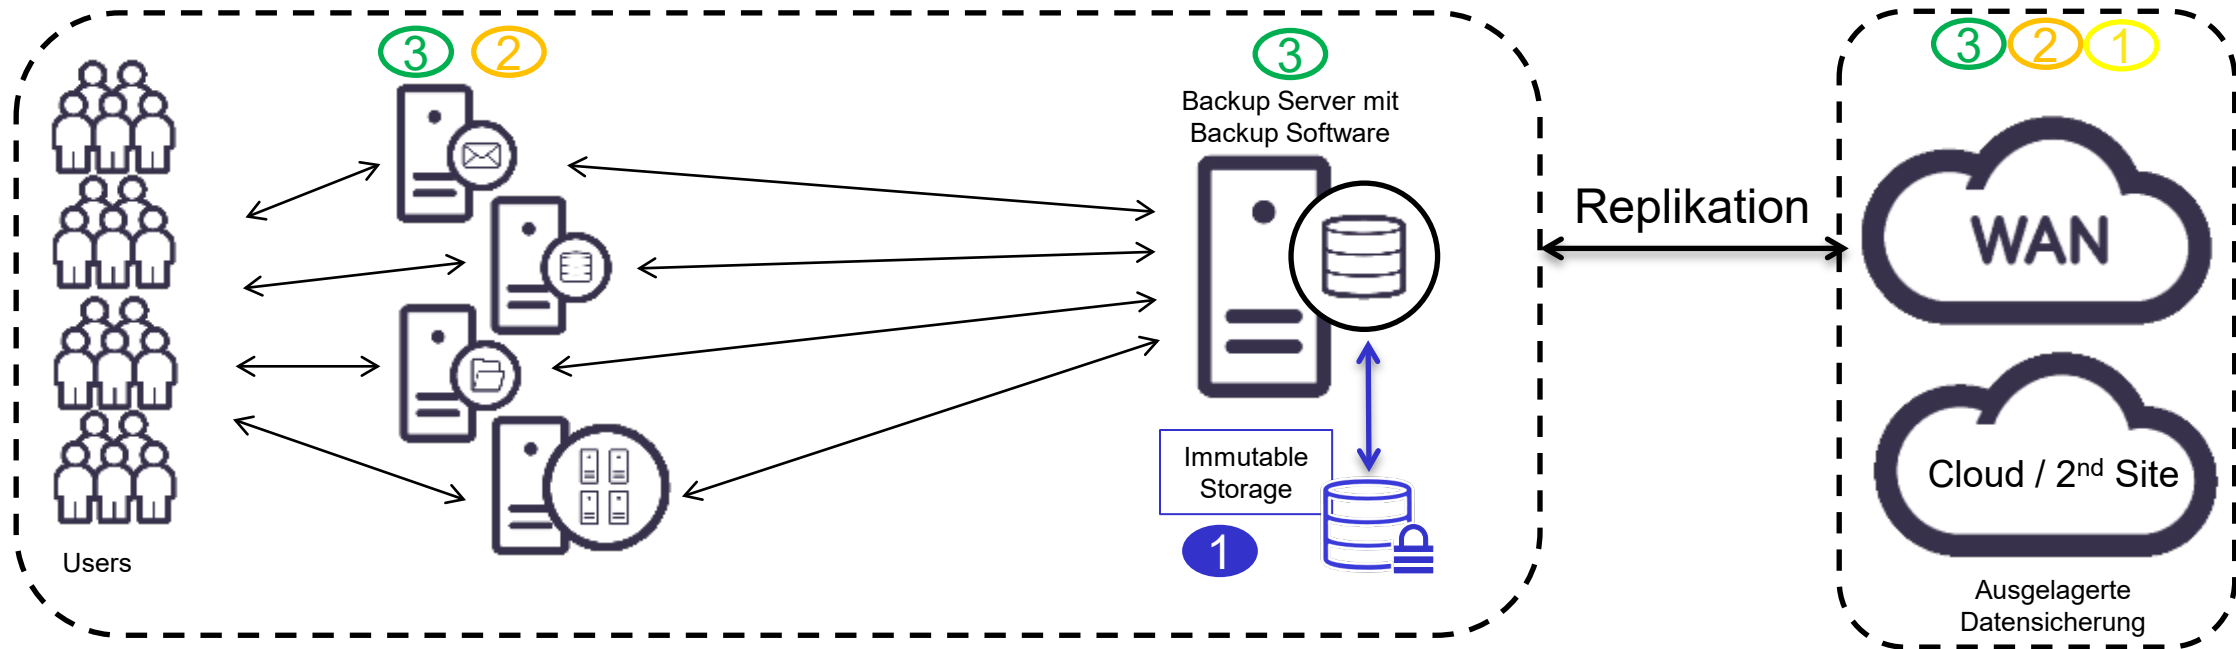 3 2
3
3 2 1
Backup Server mit
Backup Software
Replikation
WAN
Immutable
Storage
1
Cloud / 2nd Site
Users
Ausgelagerte
Datensicherung